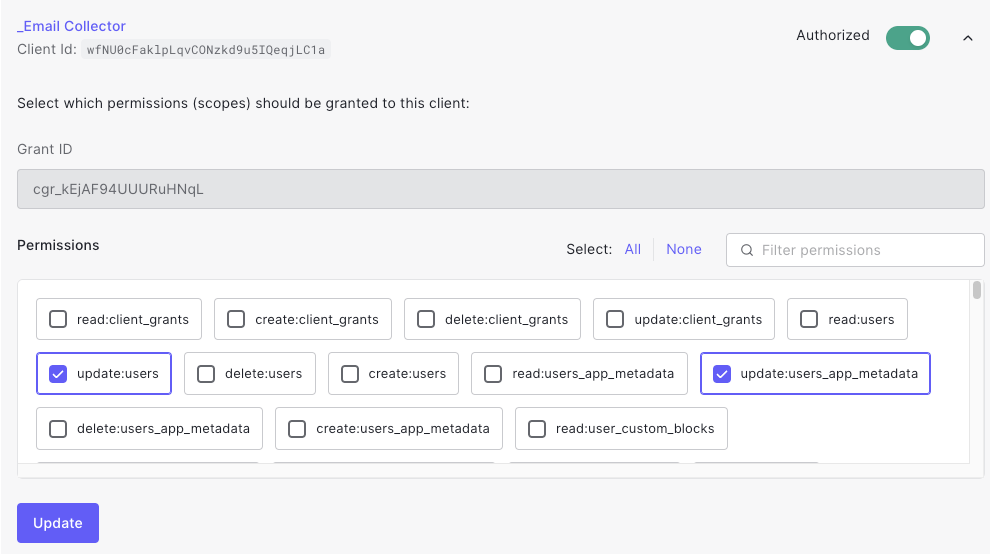 _Email Collector
Client Id: wfNU0cFaklpLqvCONzkd9u5IQeqjLC1a
Authorized
Select which permissions (scopes) should be granted to this client:
Grant ID
cgr_kEjAF94UUURuHNqL
Permissions
Select: All None
Filter permissions
read:client_grants create:client_grants delete:client_grants update:client_grants read:users
update:users delete:users create:users read:users_app_metadata update:users_app_metadata
delete:users_app_metadata create:users_app_metadata read:user_custom_blocks
Update